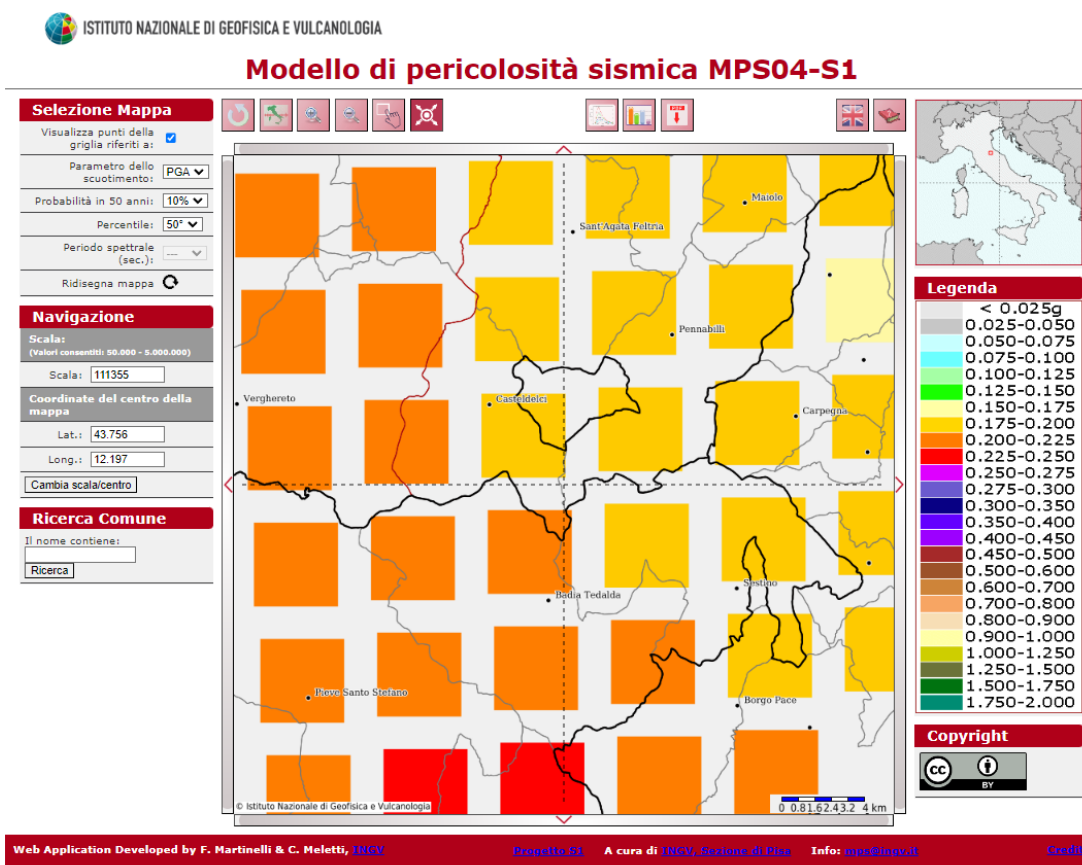 ISTITUTO NAZIONALE DI GEOFISICA E VULCANOLOGIA
Modello di pericolosità sismica MPS04-S1
Selezione Mappa
Visualizza punti della
griglia riferiti a:
Parametro dello
scuotimento:
PGA
Probabilità in 50 anni:
10%
Percentile:
50°
Periodo spettrale
(sec.):
---
Ridisegna mappa
Navigazione
Scala:
(Valori consentiti: 50.000 - 5.000.000)
Scala: 111355
Coordinate del centro della
mappa
Lat.: 43.756
Long.: 12.197
Cambia scala/centro
Ricerca Comune
Il nome contiene:
Ricerca
Maiolo
Sant'Agata Feltria
Pennabilli
Verghereto
Casteldelci
Carpegna
Sestino
Badia Tedalda
Pieve Santo Stefano
Borgo Pace
© Istituto Nazionale di Geofisica e Vulcanologia
0 0.81.62.43.2 4 km
Legenda
< 0.025g
0.025-0.050
0.050-0.075
0.075-0.100
0.100-0.125
0.125-0.150
0.150-0.175
0.175-0.200
0.200-0.225
0.225-0.250
0.250-0.275
0.275-0.300
0.300-0.350
0.350-0.400
0.400-0.450
0.450-0.500
0.500-0.600
0.600-0.700
0.700-0.800
0.800-0.900
0.900-1.000
1.000-1.250
1.250-1.500
1.500-1.750
1.750-2.000
Copyright
cc
BY
Web Application Developed by F. Martinelli & C. Meletti, INGV
Progetto S1
A cura di INGV, Sezione di Pisa
Info: mps@ingv.it
Credit